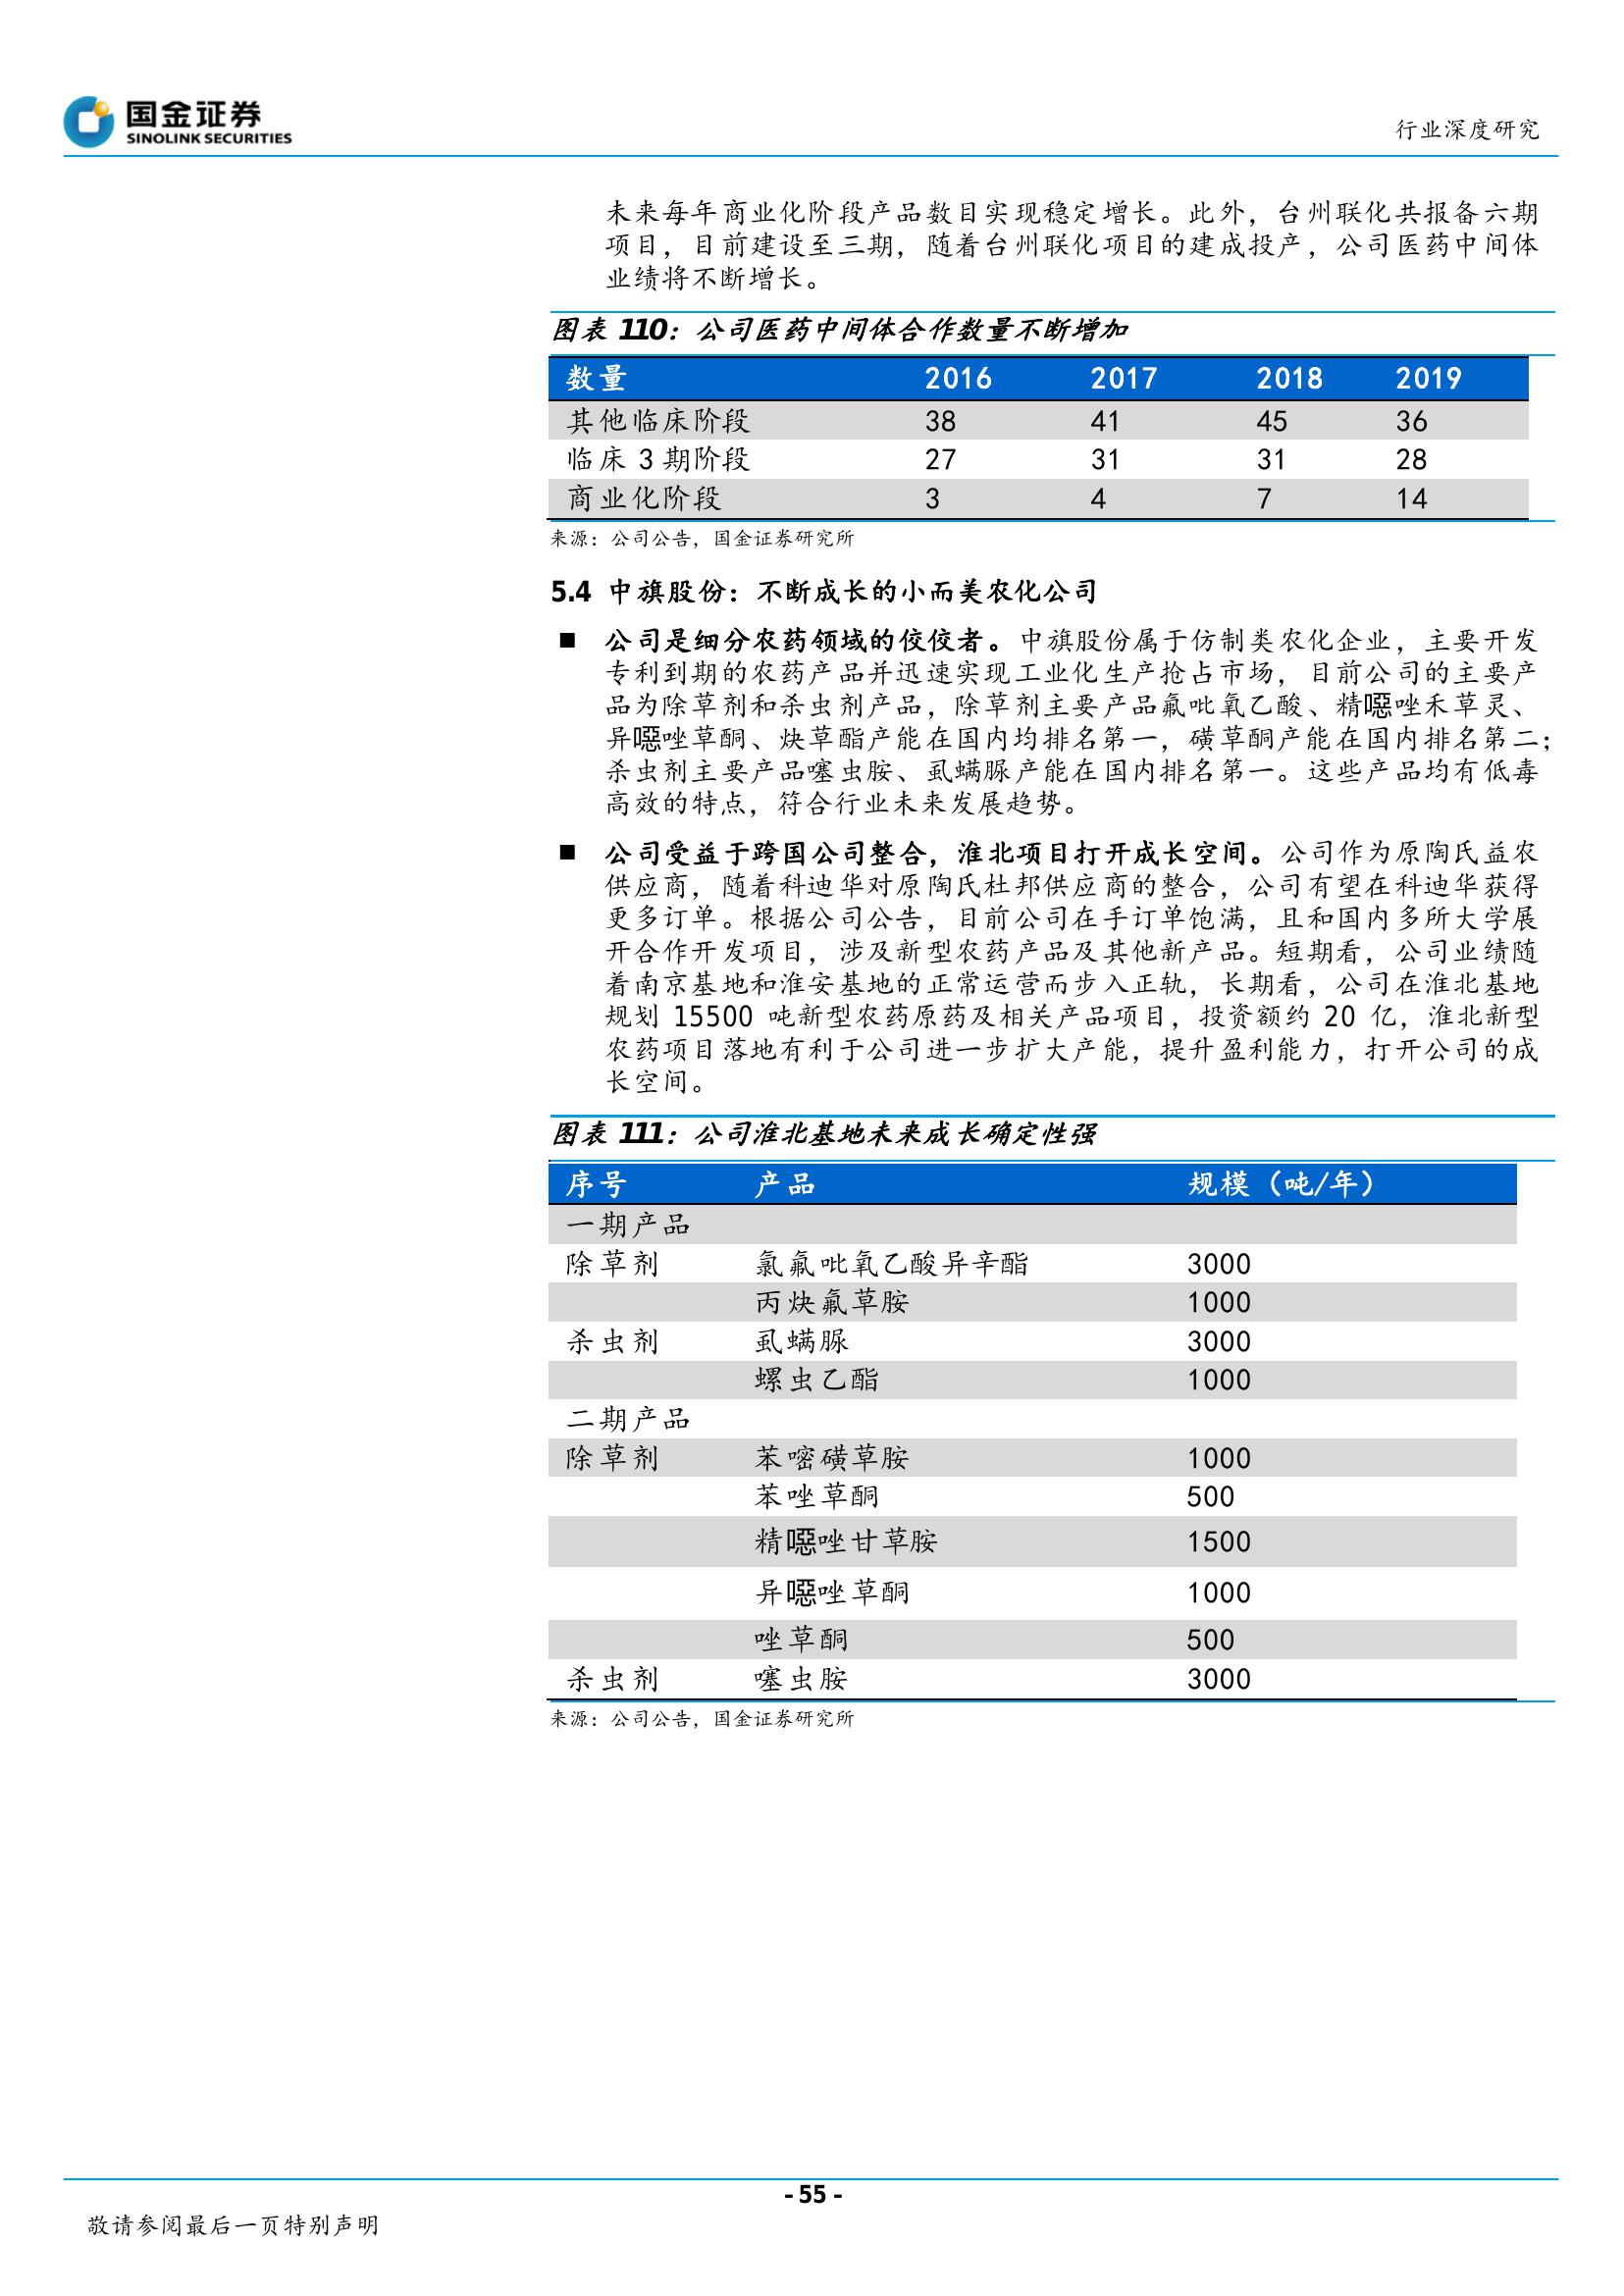 国金证券
SINOLINK SECURITIES
行业深度研究
未来每年商业化阶段产品数目实现稳定增长。此外，台州联化共报备六期
项目，目前建设至三期，随着台州联化项目的建成投产，公司医药中间体
业绩将不断增长。
图表 110：公司医药中间体合作数量不断增加
数量 2016 2017 2018 2019
其他临床阶段 38 41 45 36
临床 3 期阶段 27 31 31 28
商业化阶段 3 4 7 14
来源：公司公告，国金证券研究所
5.4 中旗股份：不断成长的小而美农化公司
■ 公司是细分农药领域的佼佼者。中旗股份属于仿制类农化企业，主要开发
专利到期的农药产品并迅速实现工业化生产抢占市场，目前公司的主要产
品为除草剂和杀虫剂产品，除草剂主要产品氟吡氧乙酸、精噁唑禾草灵、
异噁唑草酮、炔草酯产能在国内均排名第一，磺草酮产能在国内排名第二；
杀虫剂主要产品噻虫胺、虱螨脲产能在国内排名第一。这些产品均有低毒
高效的特点，符合行业未来发展趋势。
■ 公司受益于跨国公司整合，淮北项目打开成长空间。公司作为原陶氏益农
供应商，随着科迪华对原陶氏杜邦供应商的整合，公司有望在科迪华获得
更多订单。根据公司公告，目前公司在手订单饱满，且和国内多所大学展
开合作开发项目，涉及新型农药产品及其他新产品。短期看，公司业绩随
着南京基地和淮安基地的正常运营而步入正轨，长期看，公司在淮北基地
规划 15500 吨新型农药原药及相关产品项目，投资额约 20 亿，淮北新型
农药项目落地有利于公司进一步扩大产能，提升盈利能力，打开公司的成
长空间。
图表 111：公司淮北基地未来成长确定性强
序号 产品 规模（吨/年）
一期产品
除草剂 氯氟吡氧乙酸异辛酯 3000
丙炔氟草胺 1000
杀虫剂 虱螨脲 3000
螺虫乙酯 1000
二期产品
除草剂 苯嘧磺草胺 1000
苯唑草酮 500
精噁唑甘草胺 1500
异噁唑草酮 1000
唑草酮 500
杀虫剂 噻虫胺 3000
来源：公司公告，国金证券研究所
- 55 -
敬请参阅最后一页特别声明